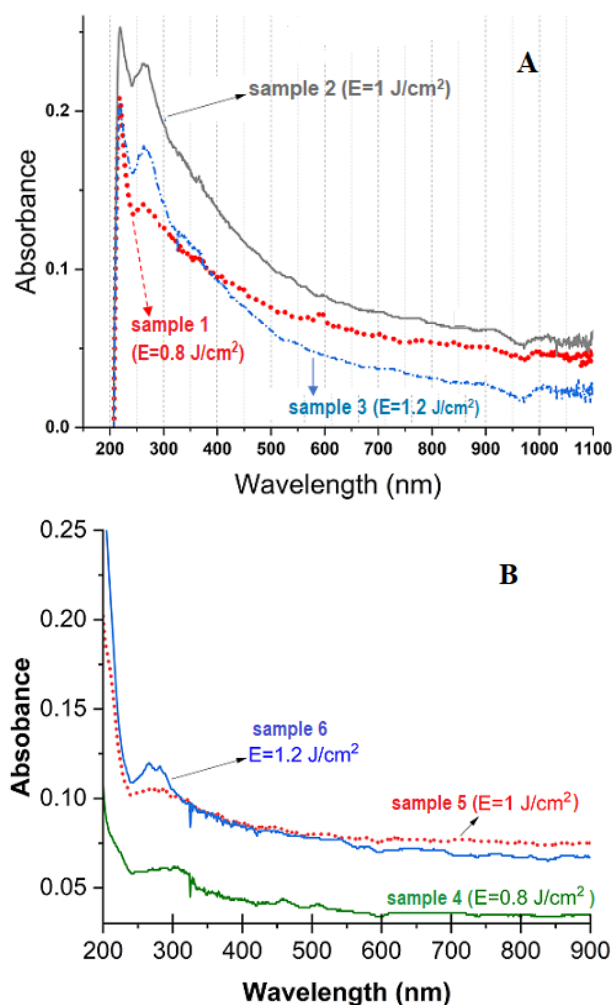 A
sample 2 (E=1 J/cm²)
0.2
Absorbance
0.1
sample 1
(E=0.8 J/cm²)
sample 3 (E=1.2 J/cm²)
0.0
200 300 400 500 600 700 800 900 1000 1100
Wavelength (nm)
0.25
B
0.20
Absobance
0.15
sample 6
E=1.2 J/cm²
0.10
sample 5 (E=1 J/cm²)
sample 4 (E=0.8 J/cm²)
0.05
200 300 400 500 600 700 800 900
Wavelength (nm)